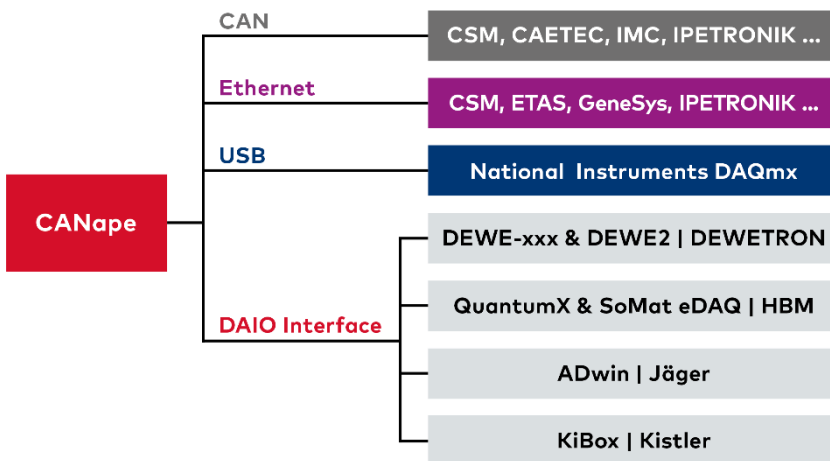 CAN
CSM, CAETEC, IMC, IPETRONIK ...
Ethernet
CSM, ETAS, GeneSys, IPETRONIK ...
USB
National Instruments DAQmx
CANape
DEWE-xxx & DEWE2 | DEWETRON
DAIO Interface
QuantumX & SoMat eDAQ | HBM
ADwin | Jäger
KiBox | Kistler